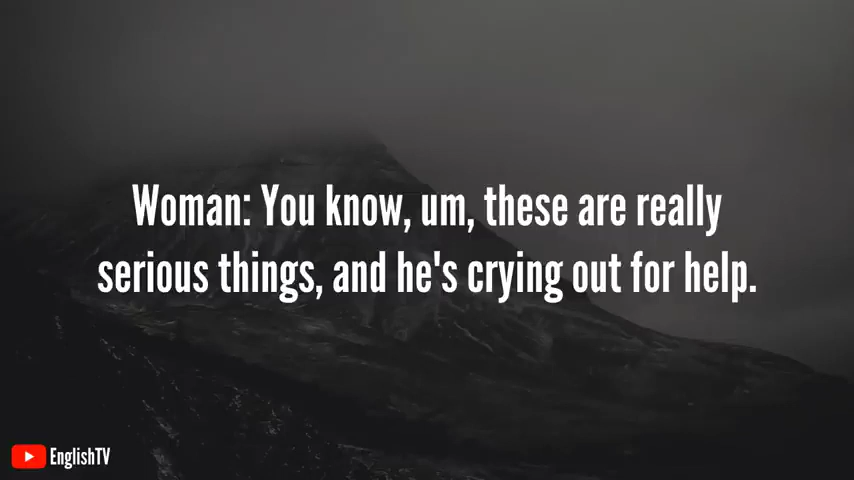 Woman: You know, um, these are really
serious things, and he's crying out for help.
EnglishTV